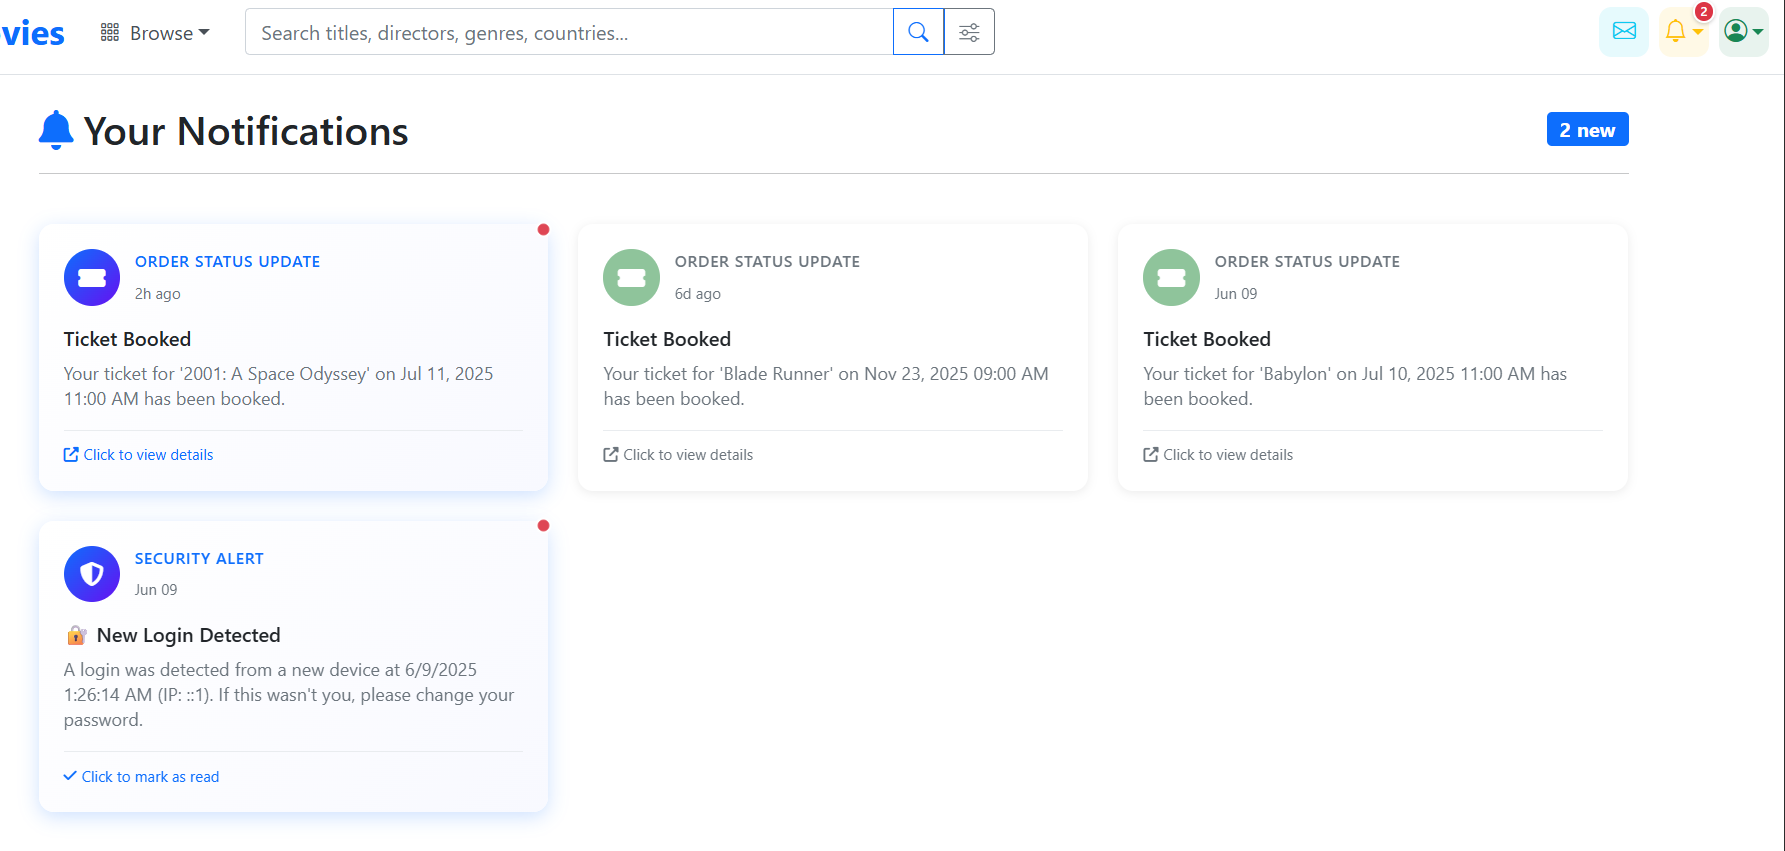 vies
Browse
Search titles, directors, genres, countries...
2
Your Notifications
2 new
ORDER STATUS UPDATE
2h ago
Ticket Booked
Your ticket for '2001: A Space Odyssey' on Jul 11, 2025
11:00 AM has been booked.
Click to view details
ORDER STATUS UPDATE
6d ago
Ticket Booked
Your ticket for 'Blade Runner' on Nov 23, 2025 09:00 AM
has been booked.
Click to view details
ORDER STATUS UPDATE
Jun 09
Ticket Booked
Your ticket for 'Babylon' on Jul 10, 2025 11:00 AM has
been booked.
Click to view details
SECURITY ALERT
Jun 09
New Login Detected
A login was detected from a new device at 6/9/2025
1:26:14 AM (IP: ::1). If this wasn't you, please change your
password.
Click to mark as read